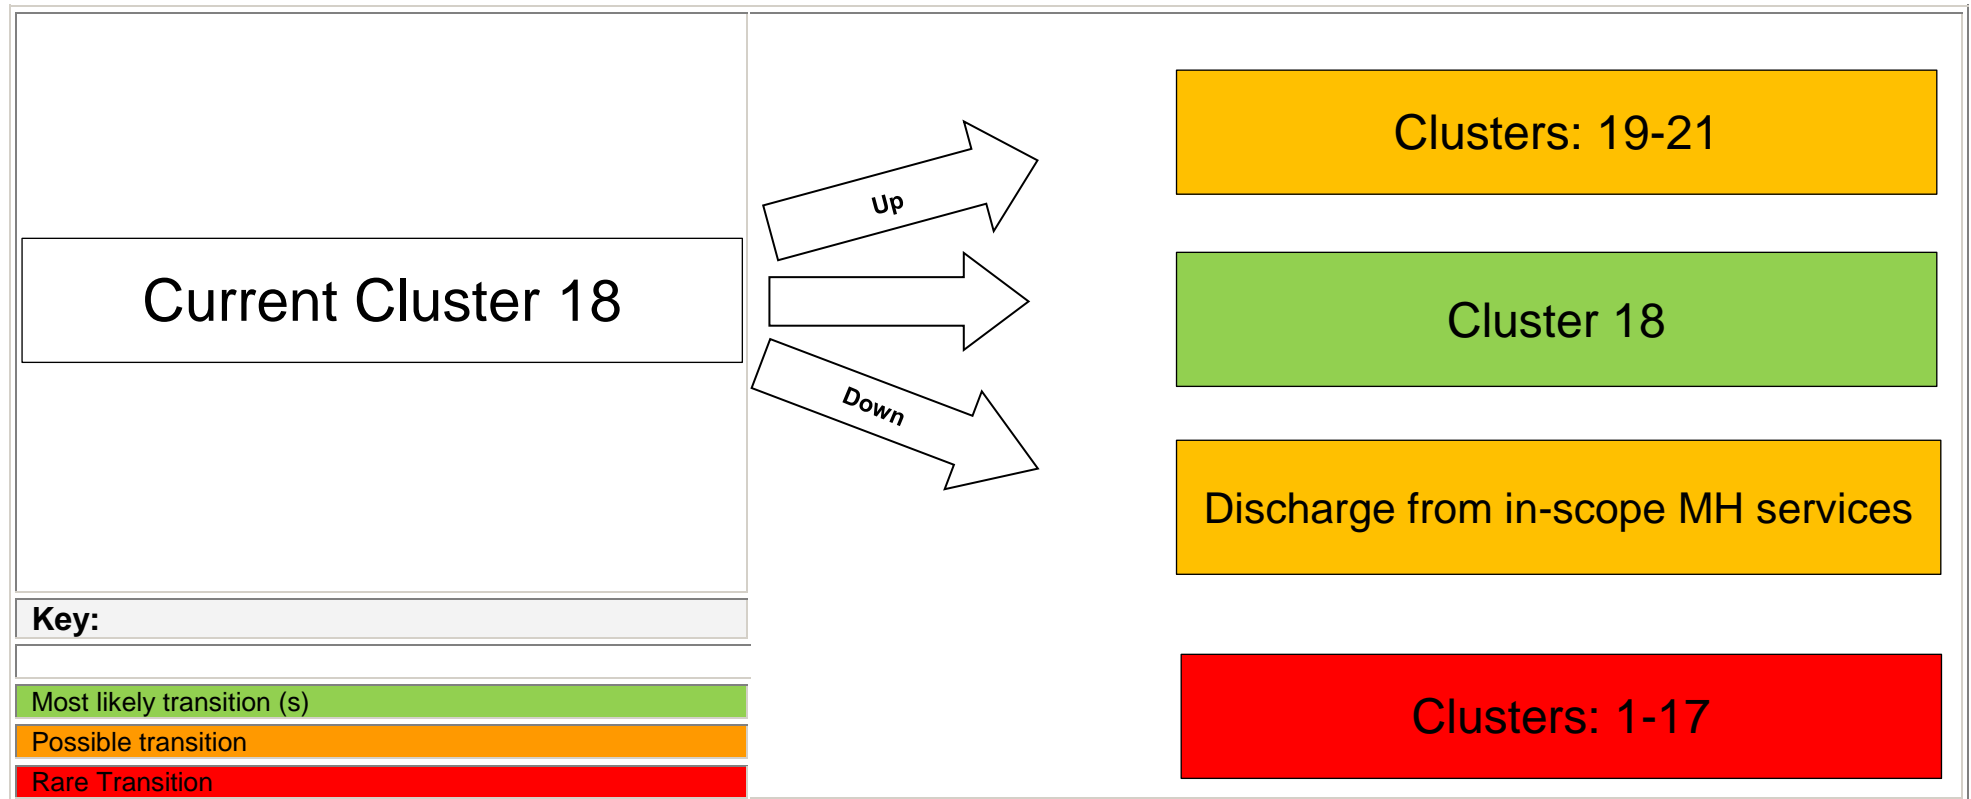 Current Cluster 18
Up
Down
Clusters: 19-21
Cluster 18
Discharge from in-scope MH services
Clusters: 1-17
Key:
Most likely transition (s)
Possible transition
Rare Transition